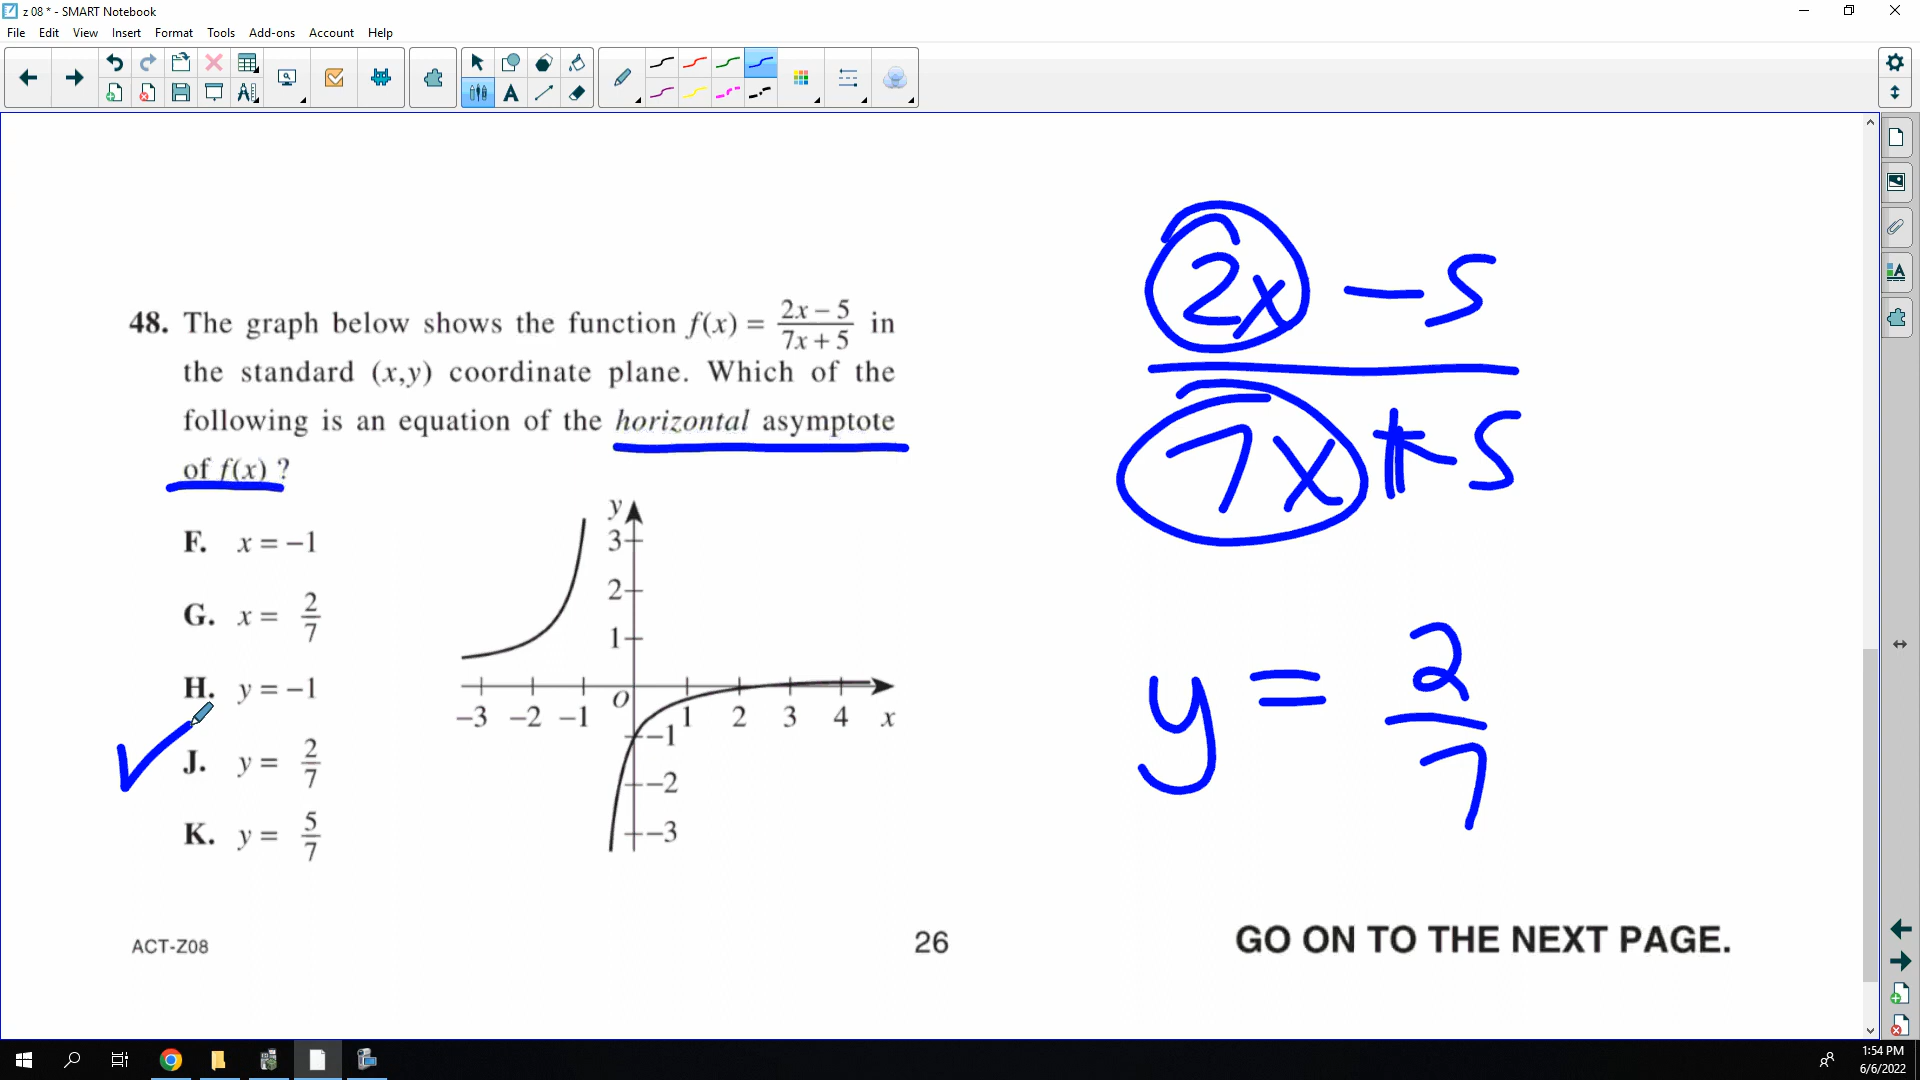 z 08 * - SMART Notebook
File Edit View Insert Format Tools Add-ons Account Help
48. The graph below shows the function f(x) = (2x – 5)/(7x + 5) in
the standard (x,y) coordinate plane. Which of the
following is an equation of the horizontal asymptote
of f(x) ?
F. x = –1
G. x = 2/7
H. y = –1
J. y = 2/7
K. y = 5/7
y
3
2
1
O
–3 –2 –1 1 2 3 4 x
–1
–2
–3
2x – 5
7x + 5
y = 2/7
ACT-Z08 26 GO ON TO THE NEXT PAGE.
1:54 PM
6/6/2022